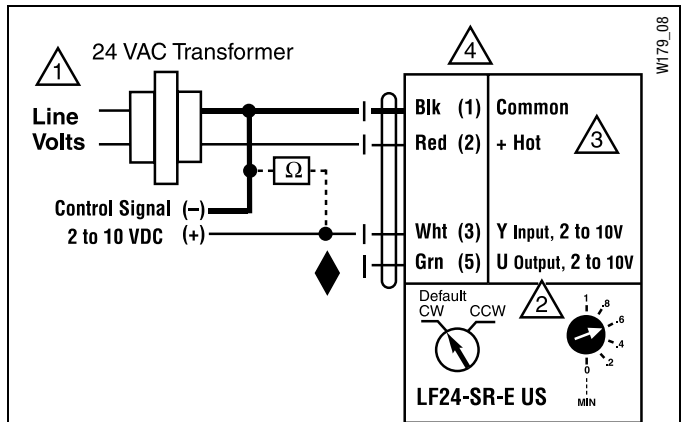 W179_08
1 24 VAC Transformer
4
Line
Volts
Blk (1) Common
Red (2) + Hot
3
Ω
Control Signal (–)
2 to 10 VDC (+)
Wht (3) Y Input, 2 to 10V
Grn (5) U Output, 2 to 10V
2
Default
CW CCW
1
.8
.6
.4
.2
0
MIN
LF24-SR-E US